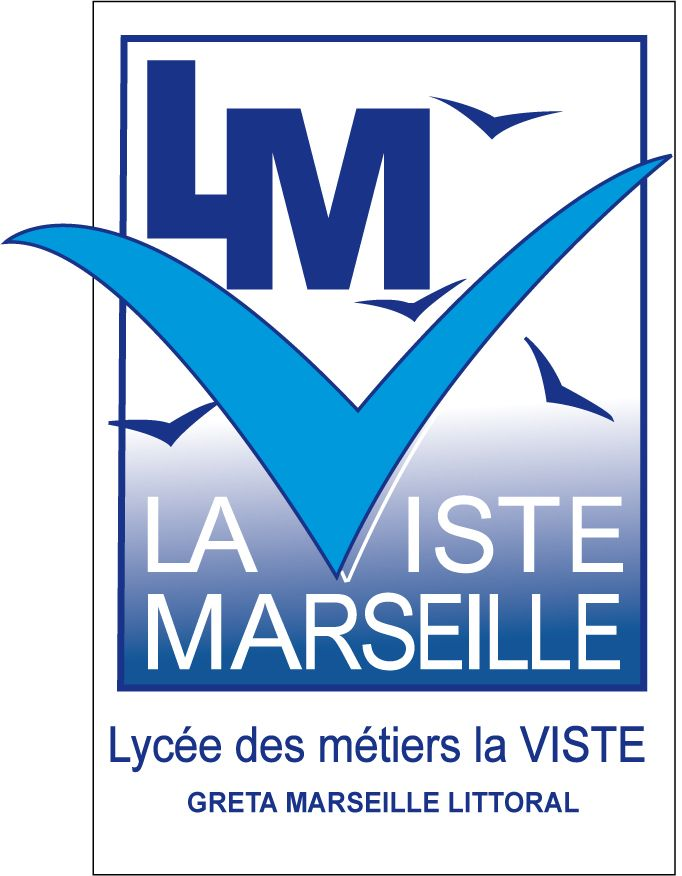 LM
LA VISTE
MARSEILLE
Lycée des métiers la VISTE
GRETA MARSEILLE LITTORAL